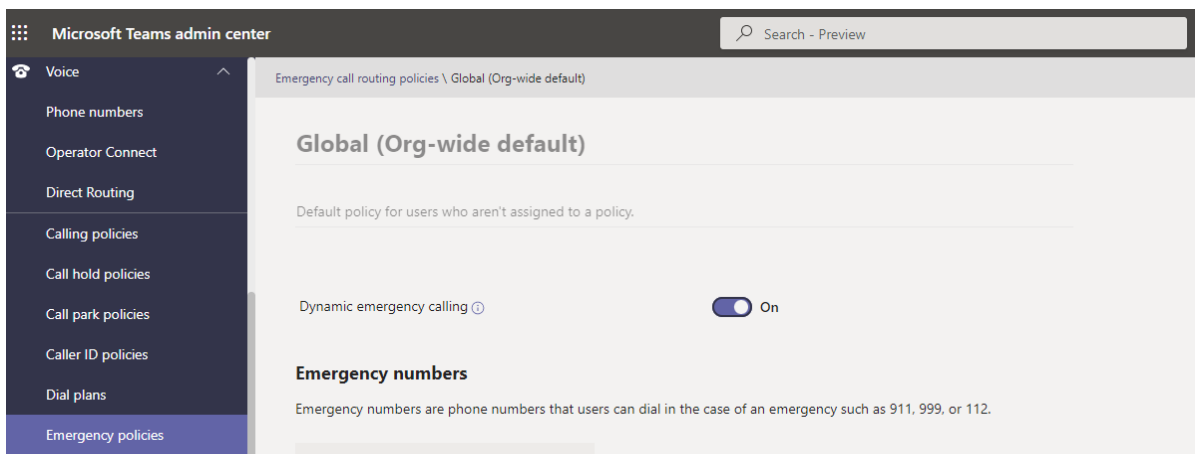 Microsoft Teams admin center
Search - Preview
Voice
Phone numbers
Operator Connect
Direct Routing
Calling policies
Call hold policies
Call park policies
Caller ID policies
Dial plans
Emergency policies
Emergency call routing policies \ Global (Org-wide default)
Global (Org-wide default)
Default policy for users who aren't assigned to a policy.
Dynamic emergency calling
On
Emergency numbers
Emergency numbers are phone numbers that users can dial in the case of an emergency such as 911, 999, or 112.